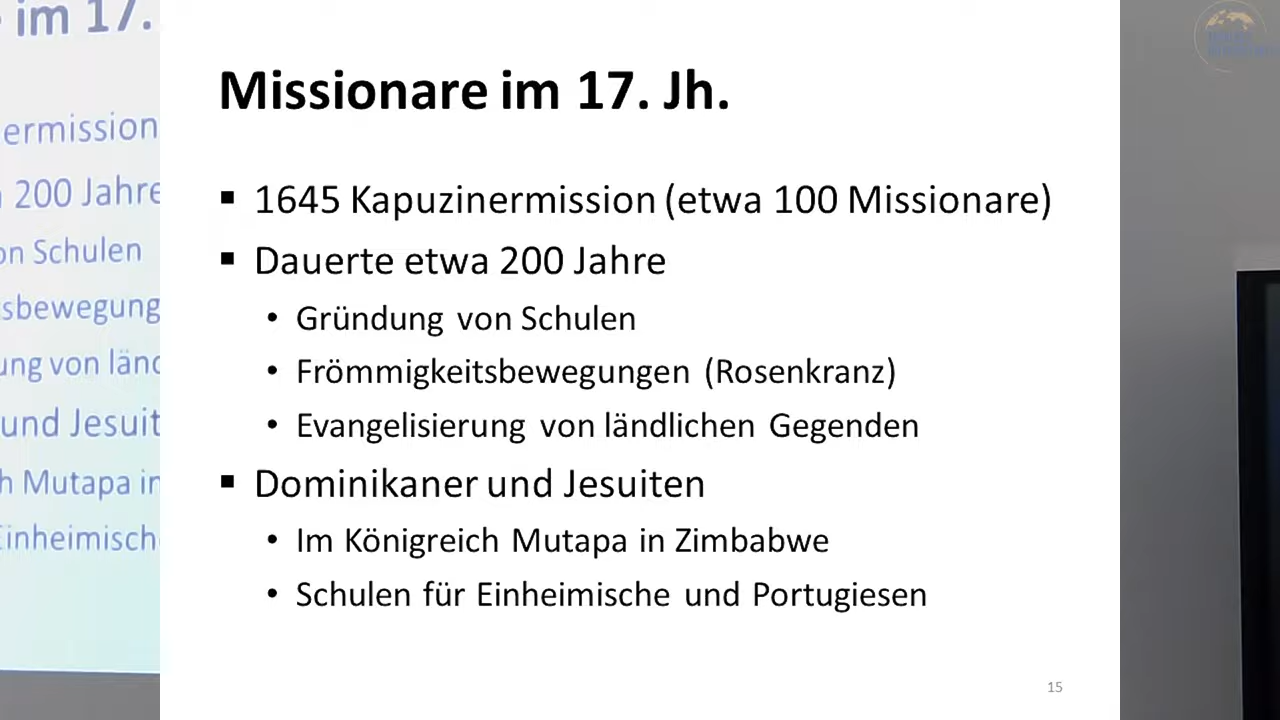 Missionare im 17. Jh.
▪ 1645 Kapuzinermission (etwa 100 Missionare)
▪ Dauerte etwa 200 Jahre
• Gründung von Schulen
• Frömmigkeitsbewegungen (Rosenkranz)
• Evangelisierung von ländlichen Gegenden
▪ Dominikaner und Jesuiten
• Im Königreich Mutapa in Zimbabwe
• Schulen für Einheimische und Portugiesen
15
im 17.
ermission
200 Jahre
on Schulen
sbewegung
ung von länd
und Jesuit
h Mutapa in
Einheimisch